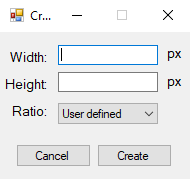 Cr...
Width: px
Height: px
Ratio: User defined
Cancel Create